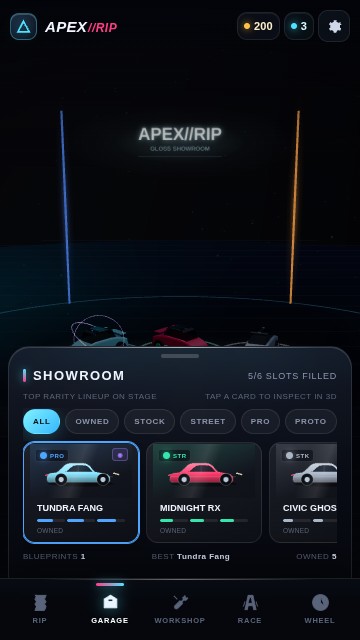 APEX//RIP
200
3
APEX//RIP
GLOSS SHOWROOM
SHOWROOM
5/6 SLOTS FILLED
TOP RARITY LINEUP ON STAGE
TAP A CARD TO INSPECT IN 3D
ALL
OWNED
STOCK
STREET
PRO
PROTO
PRO
STR
STK
TUNDRA FANG
MIDNIGHT RX
CIVIC GHOS
OWNED
OWNED
OWNED
BLUEPRINTS 1
BEST Tundra Fang
OWNED 5
RIP
GARAGE
WORKSHOP
RACE
WHEEL